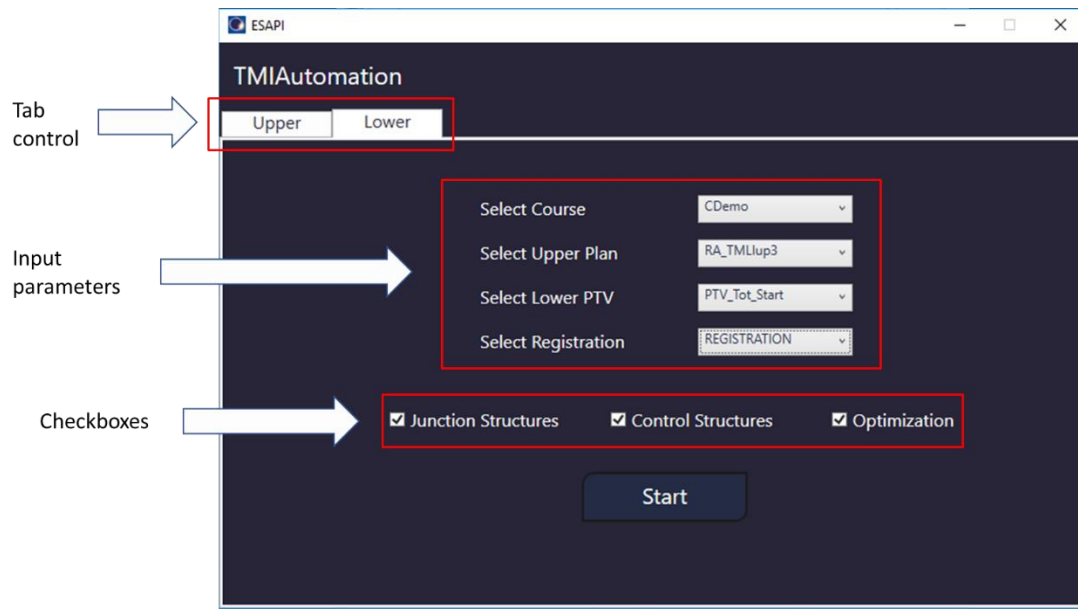 ESAPI
TMIAutomation
Tab
control
Upper
Lower
Input
parameters
Select Course
CDemo
Select Upper Plan
RA_TMLIup3
Select Lower PTV
PTV_Tot_Start
Select Registration
REGISTRATION
Checkboxes
Junction Structures
Control Structures
Optimization
Start